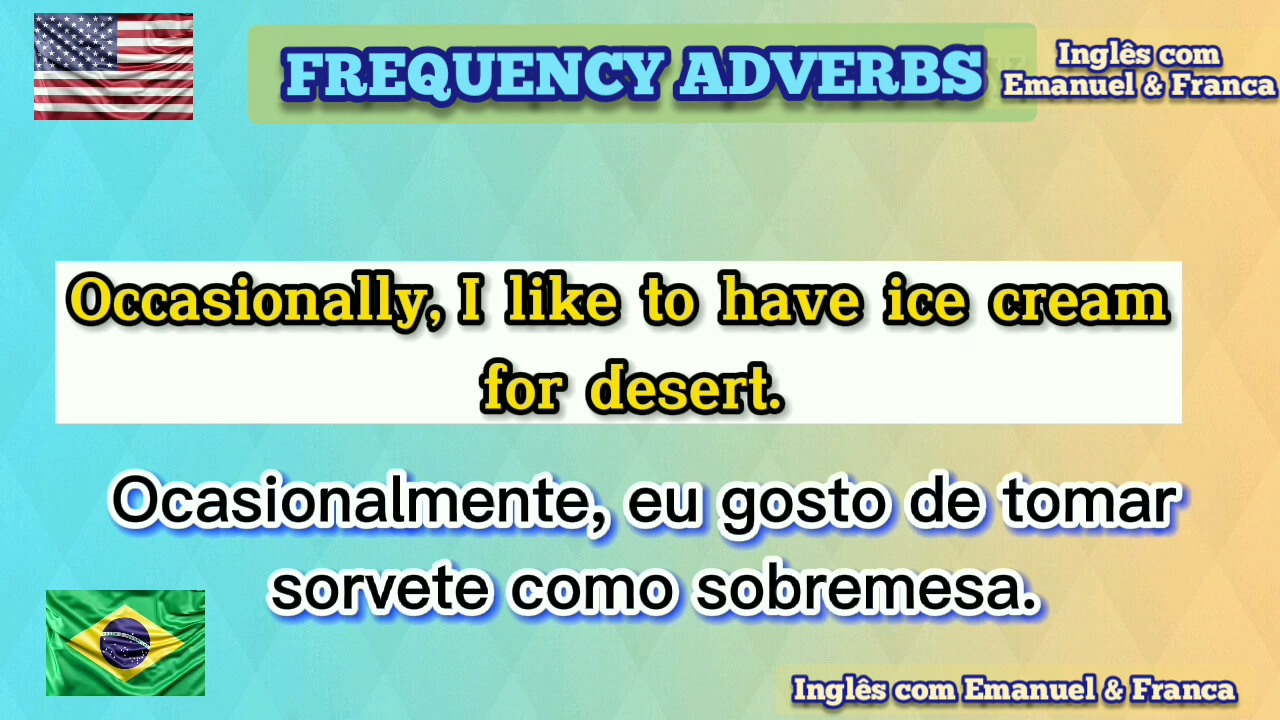 FREQUENCY ADVERBS
Inglês com
Emanuel & Franca
Occasionally, I like to have ice cream
for desert.
Ocasionalmente, eu gosto de tomar
sorvete como sobremesa.
Inglês com Emanuel & Franca